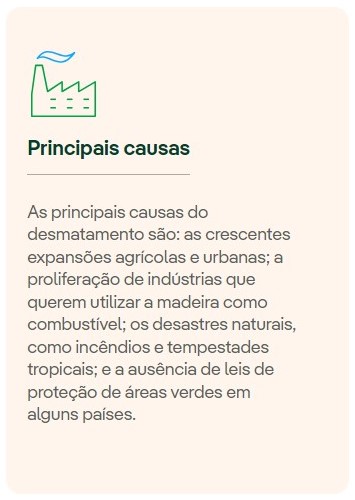 Principais causas
As principais causas do
desmatamento são: as crescentes
expansões agrícolas e urbanas; a
proliferação de indústrias que
querem utilizar a madeira como
combustível; os desastres naturais,
como incêndios e tempestades
tropicais; e a ausência de leis de
proteção de áreas verdes em
alguns países.